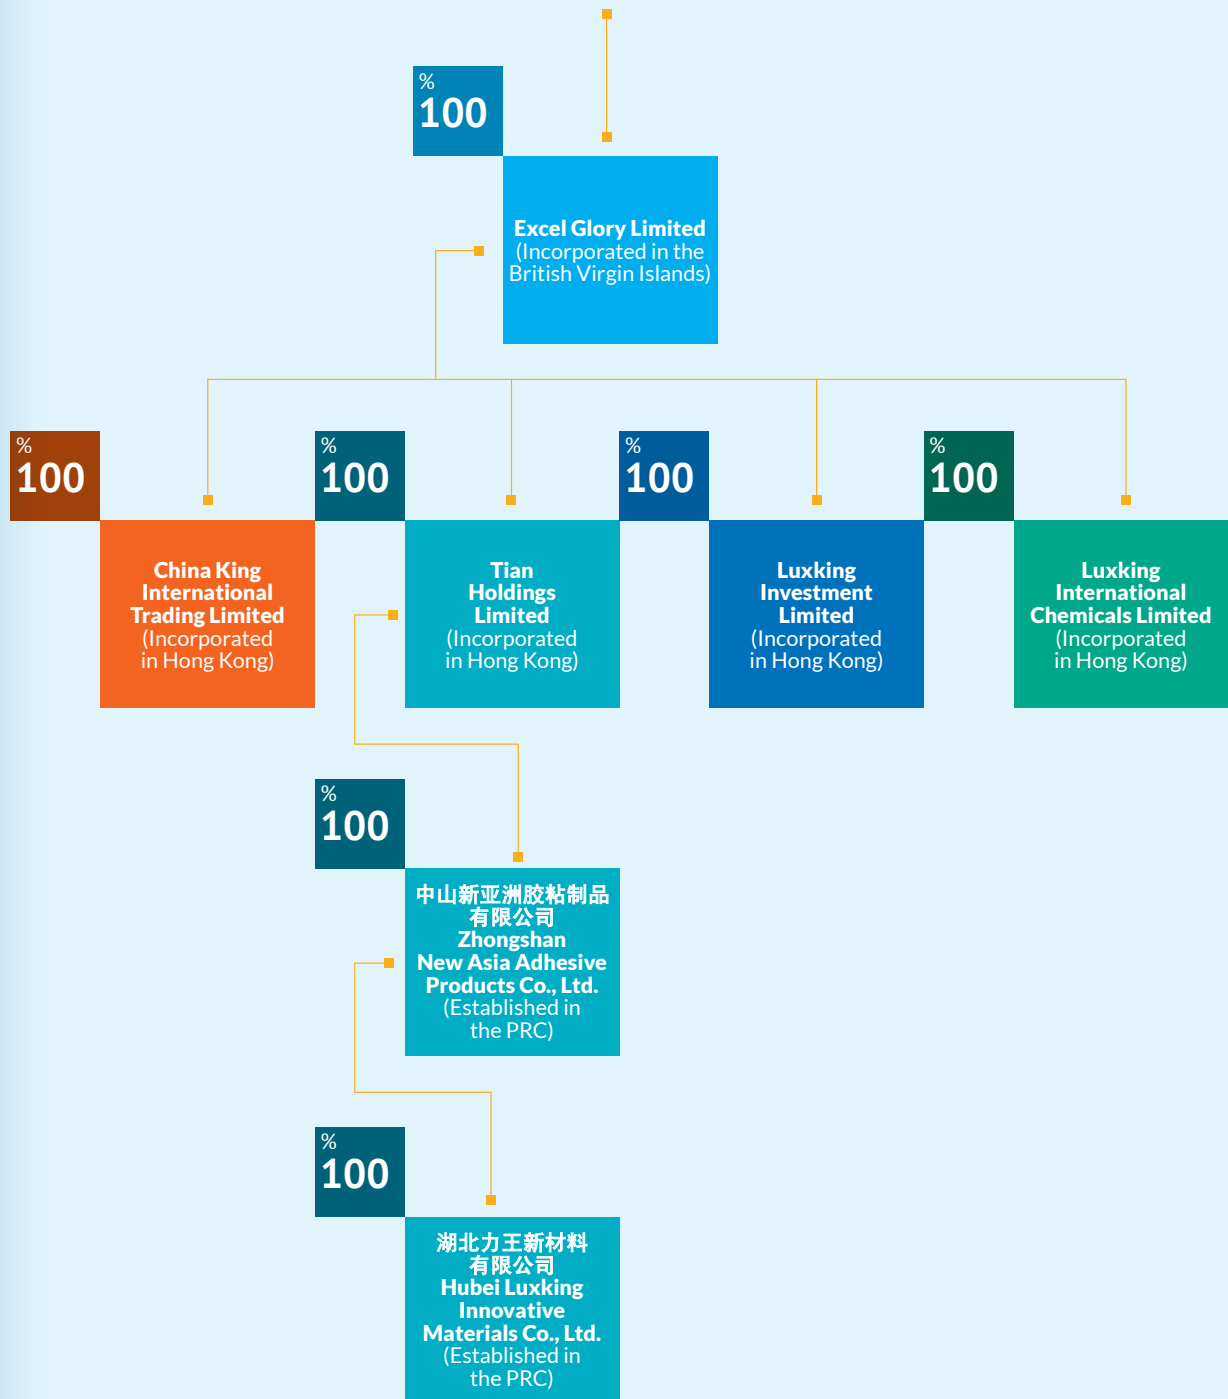 %
100
Excel Glory Limited
(Incorporated in the
British Virgin Islands)
%
100
China King
International
Trading Limited
(Incorporated
in Hong Kong)
%
100
Tian
Holdings
Limited
(Incorporated
in Hong Kong)
%
100
Luxking
Investment
Limited
(Incorporated
in Hong Kong)
%
100
Luxking
International
Chemicals Limited
(Incorporated
in Hong Kong)
%
100
中山新亚洲胶粘制品
有限公司
Zhongshan
New Asia Adhesive
Products Co., Ltd.
(Established in
the PRC)
%
100
湖北力王新材料
有限公司
Hubei Luxking
Innovative
Materials Co., Ltd.
(Established in
the PRC)